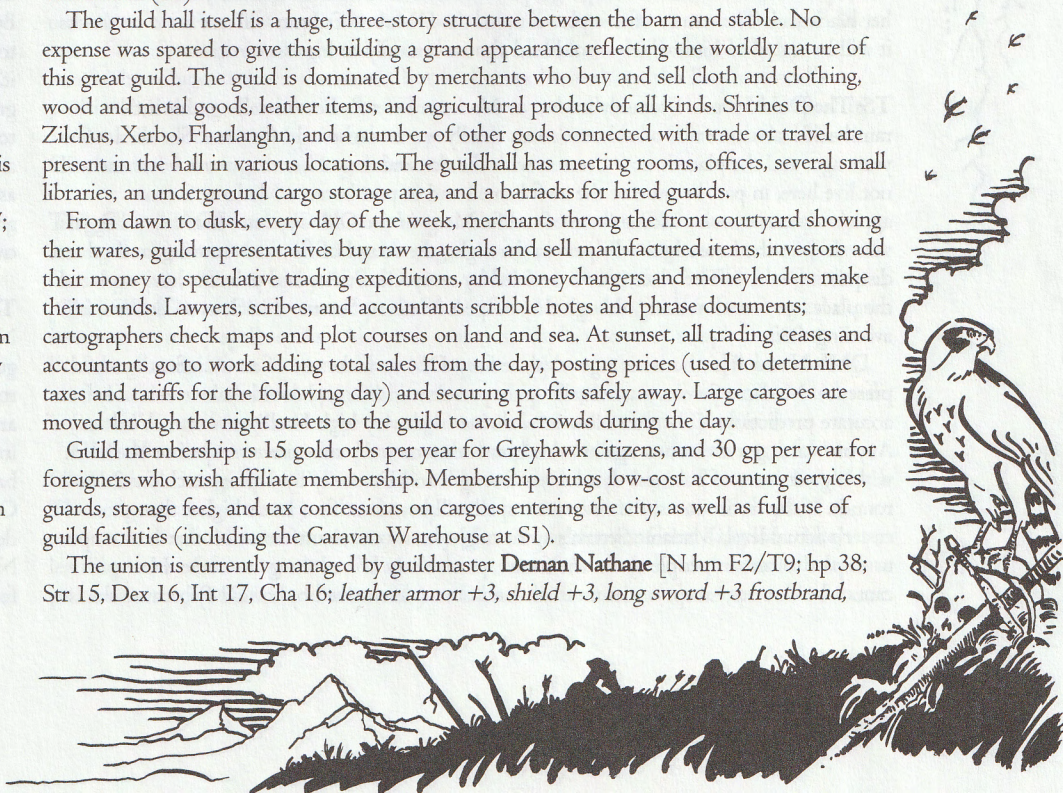 The guild hall itself is a huge, three-story structure between the barn and stable. No
expense was spared to give this building a grand appearance reflecting the worldly nature of
this great guild. The guild is dominated by merchants who buy and sell cloth and clothing,
wood and metal goods, leather items, and agricultural produce of all kinds. Shrines to
Zilchus, Xerbo, Fharlanghn, and a number of other gods connected with trade or travel are
present in the hall in various locations. The guildhall has meeting rooms, offices, several small
libraries, an underground cargo storage area, and a barracks for hired guards.
From dawn to dusk, every day of the week, merchants throng the front courtyard showing
their wares, guild representatives buy raw materials and sell manufactured items, investors add
their money to speculative trading expeditions, and moneychangers and moneylenders make
their rounds. Lawyers, scribes, and accountants scribble notes and phrase documents;
cartographers check maps and plot courses on land and sea. At sunset, all trading ceases and
accountants go to work adding total sales from the day, posting prices (used to determine
taxes and tariffs for the following day) and securing profits safely away. Large cargoes are
moved through the night streets to the guild to avoid crowds during the day.
Guild membership is 15 gold orbs per year for Greyhawk citizens, and 30 gp per year for
foreigners who wish affiliate membership. Membership brings low-cost accounting services,
guards, storage fees, and tax concessions on cargoes entering the city, as well as full use of
guild facilities (including the Caravan Warehouse at S1).
The union is currently managed by guildmaster Dernan Nathane [N hm F2/T9; hp 38;
Str 15, Dex 16, Int 17, Cha 16; leather armor +3, shield +3, long sword +3 frostbrand,